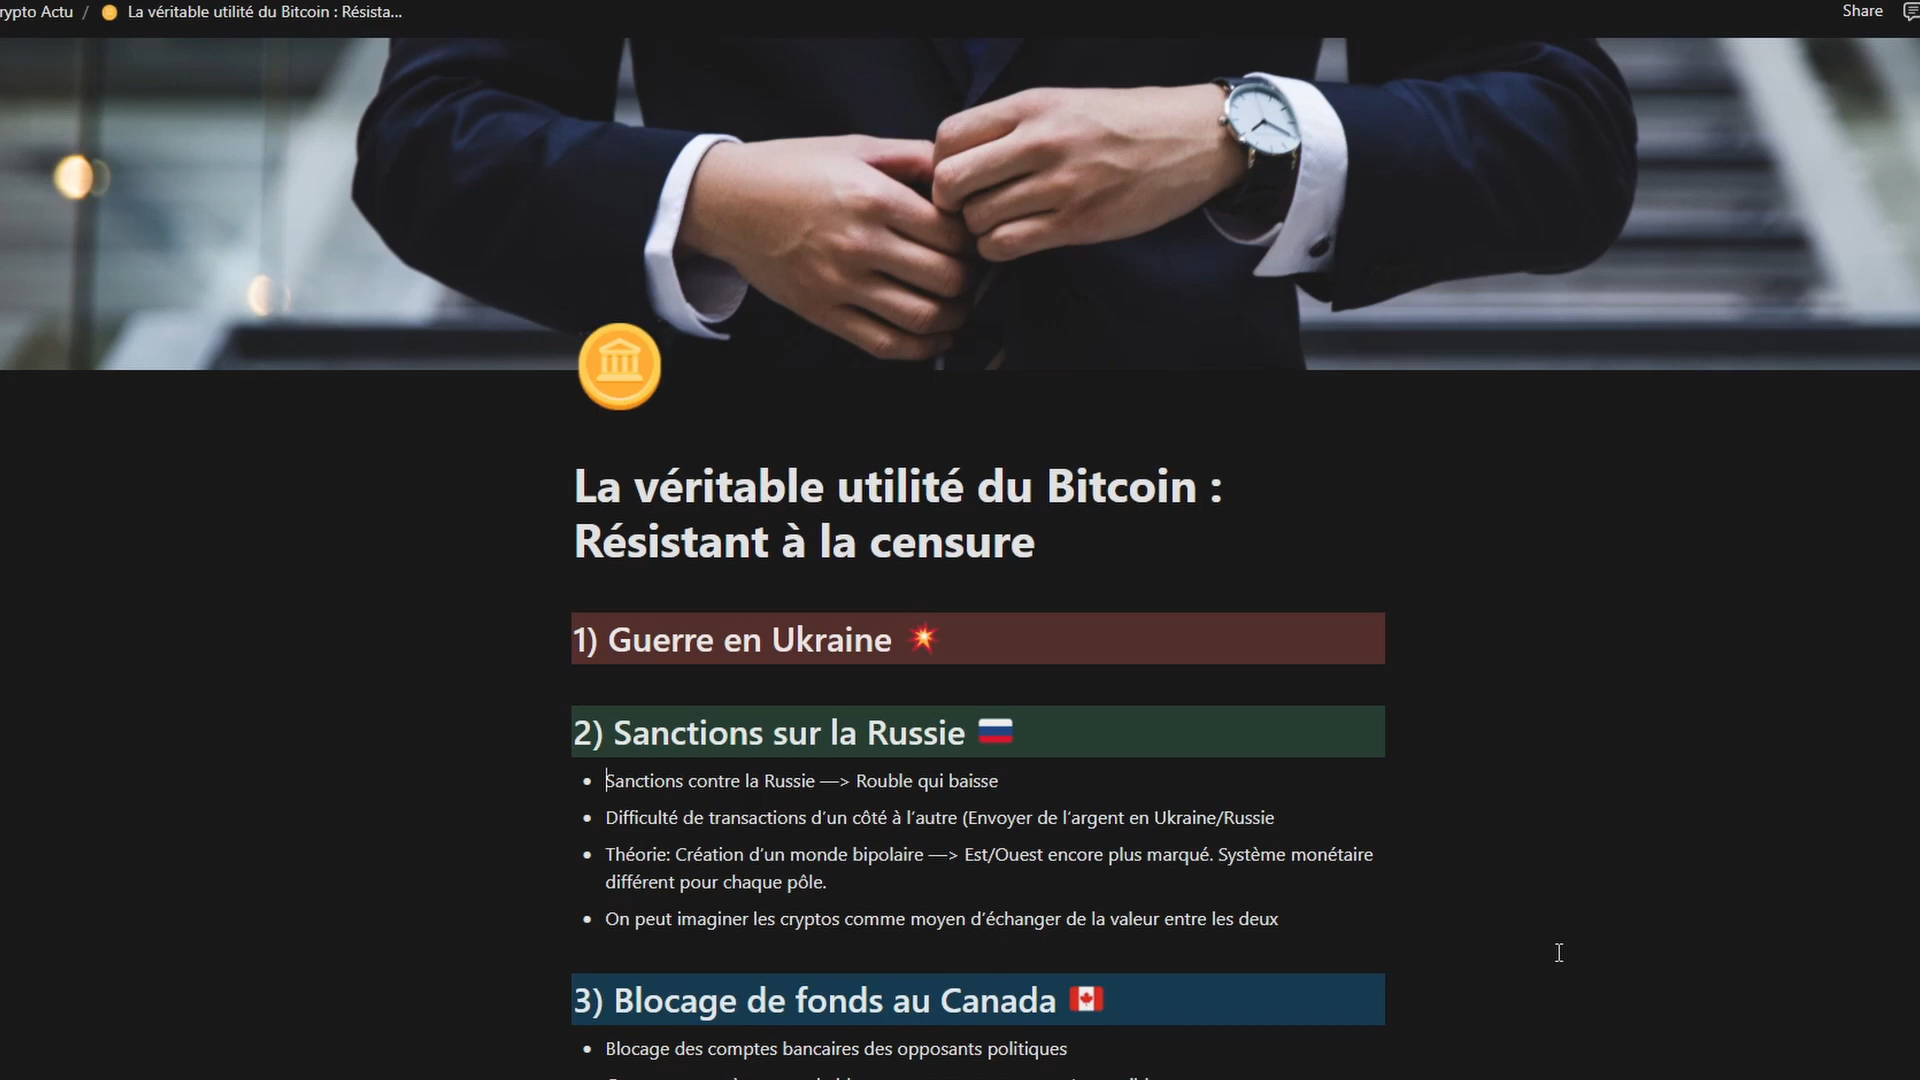 rypto Actu / La véritable utilité du Bitcoin : Résista...
Share
La véritable utilité du Bitcoin :
Résistant à la censure
1) Guerre en Ukraine
2) Sanctions sur la Russie
Sanctions contre la Russie —> Rouble qui baisse
Difficulté de transactions d'un côté à l'autre (Envoyer de l'argent en Ukraine/Russie
Théorie: Création d'un monde bipolaire —> Est/Ouest encore plus marqué. Système monétaire
différent pour chaque pôle.
On peut imaginer les cryptos comme moyen d'échanger de la valeur entre les deux
3) Blocage de fonds au Canada
Blocage des comptes bancaires des opposants politiques